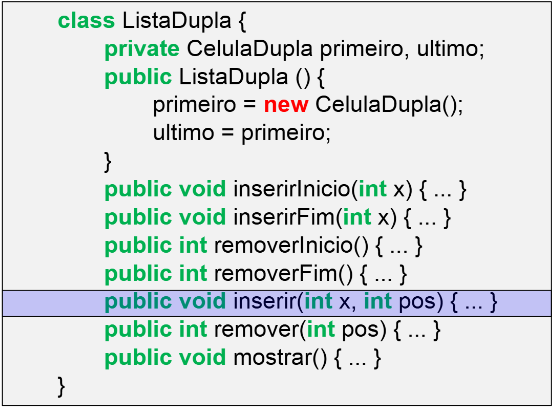 class ListaDupla {
private CelulaDupla primeiro, ultimo;
public ListaDupla () {
primeiro = new CelulaDupla();
ultimo = primeiro;
}
public void inserirInicio(int x) { ... }
public void inserirFim(int x) { ... }
public int removerInicio() { ... }
public int removerFim() { ... }
public void inserir(int x, int pos) { ... }
public int remover(int pos) { ... }
public void mostrar() { ... }
}